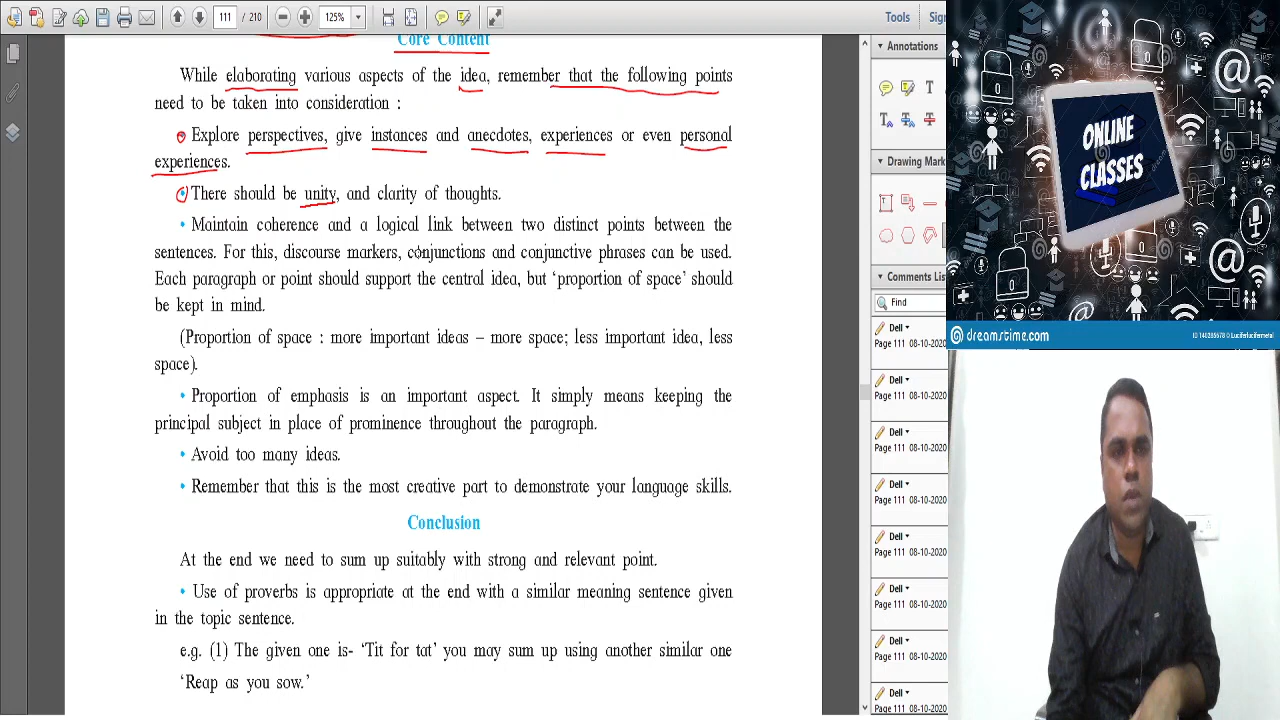 111 / 210 125% Tools Sign
Core Content
While elaborating various aspects of the idea, remember that the following points
need to be taken into consideration :
• Explore perspectives, give instances and anecdotes, experiences or even personal
experiences.
• There should be unity, and clarity of thoughts.
• Maintain coherence and a logical link between two distinct points between the
sentences. For this, discourse markers, conjunctions and conjunctive phrases can be used.
Each paragraph or point should support the central idea, but ‘proportion of space’ should
be kept in mind.
(Proportion of space : more important ideas – more space; less important idea, less
space).
• Proportion of emphasis is an important aspect. It simply means keeping the
principal subject in place of prominence throughout the paragraph.
• Avoid too many ideas.
• Remember that this is the most creative part to demonstrate your language skills.
Conclusion
At the end we need to sum up suitably with strong and relevant point.
• Use of proverbs is appropriate at the end with a similar meaning sentence given
in the topic sentence.
e.g. (1) The given one is- ‘Tit for tat’ you may sum up using another similar one
‘Reap as you sow.’
Annotations
Drawing Mark
Comments Lis
Find
Dell
Page 111 08-10-2020
Dell
Page 111 08-10-2020
Dell
Page 111 08-10-2020
Dell
Page 111 08-10-2020
Dell
Page 111 08-10-2020
Dell
Page 111 08-10-2020
Dell
Page 111 08-10-2020
Dell
Page 111 08-10-2020
ONLINE
CLASSES
dreamstime.com